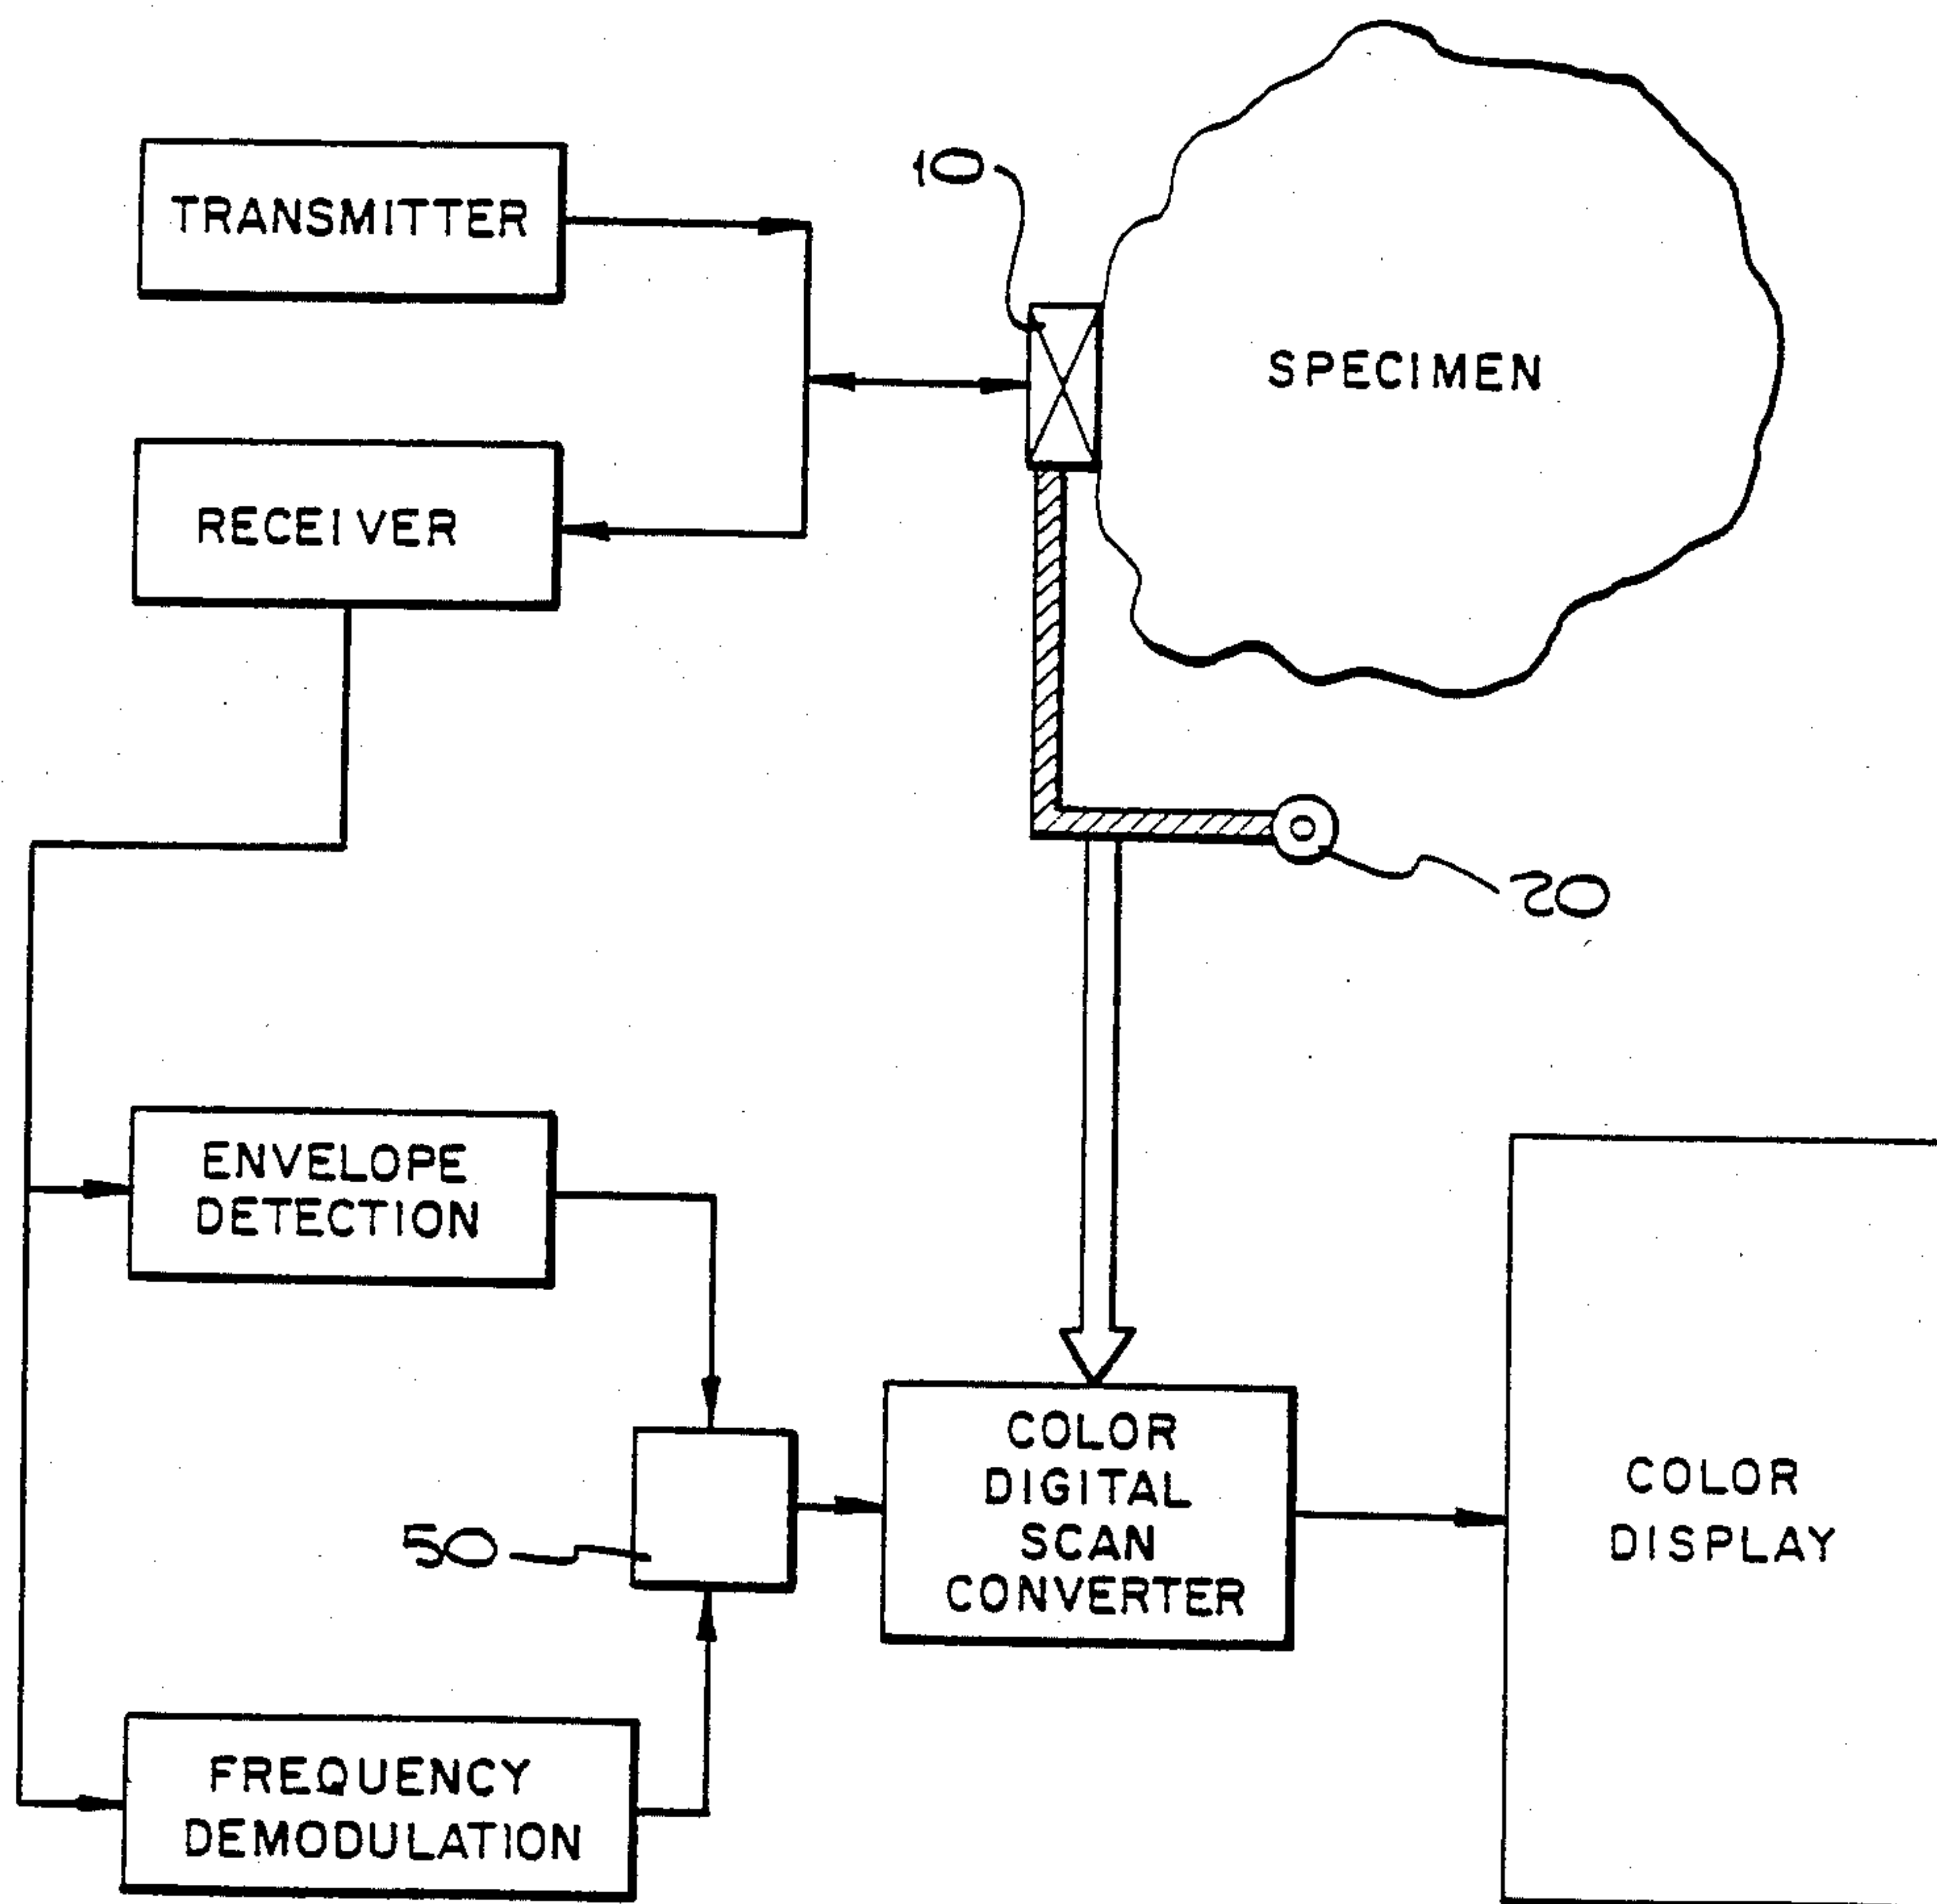 TRANSMITTER
10
SPECIMEN
RECEIVER
20
ENVELOPE
DETECTION
50
COLOR
DIGITAL
SCAN
CONVERTER
COLOR
DISPLAY
FREQUENCY
DEMODULATION